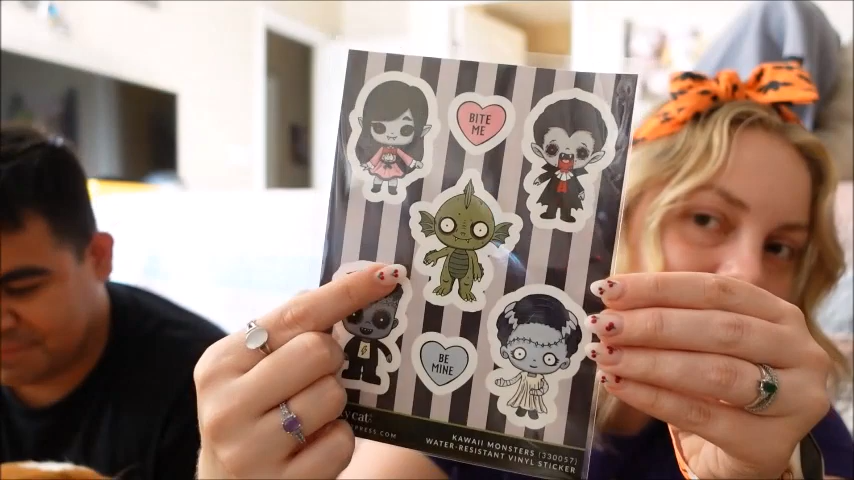 BITE
ME
BE
MINE
KAWAII MONSTERS (330057)
WATER-RESISTANT VINYL STICKER